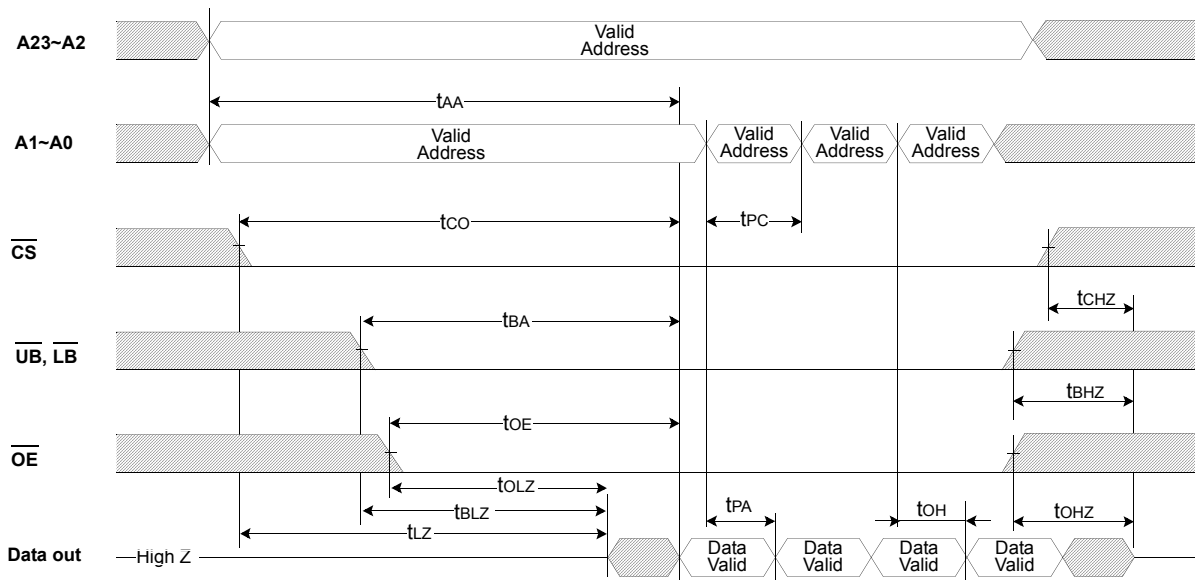 A23~A2
Valid
Address
tAA
A1~A0
Valid
Address
Valid
Address
Valid
Address
Valid
Address
tCO
tPC
CS
tCHZ
tBA
UB, LB
tBHZ
tOE
OE
tOLZ
tBLZ
tPA
tOH
tOHZ
tLZ
Data out
High Z
Data
Valid
Data
Valid
Data
Valid
Data
Valid